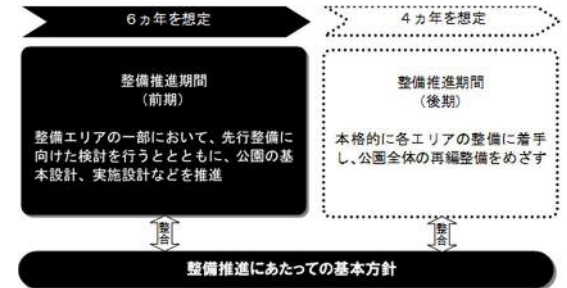 ６ヵ年を想定
４ヵ年を想定
整備推進期間
（前期）
整備エリアの一部において、先行整備に
向けた検討を行うととともに、公園の基
本設計、実施設計などを推進
整備推進期間
（後期）
本格的に各エリアの整備に着手
し、公園全体の再編整備をめざす
整合
整合
整備推進にあたっての基本方針